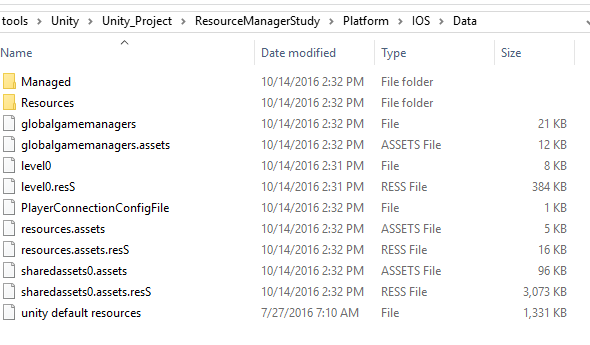 tools > Unity > Unity_Project > ResourceManagerStudy > Platform > IOS > Data
Name Date modified Type Size
Managed 10/14/2016 2:32 PM File folder
Resources 10/14/2016 2:32 PM File folder
globalgamemanagers 10/14/2016 2:32 PM File 21 KB
globalgamemanagers.assets 10/14/2016 2:32 PM ASSETS File 12 KB
level0 10/14/2016 2:31 PM File 8 KB
level0.resS 10/14/2016 2:31 PM RESS File 384 KB
PlayerConnectionConfigFile 10/14/2016 2:32 PM File 1 KB
resources.assets 10/14/2016 2:32 PM ASSETS File 5 KB
resources.assets.resS 10/14/2016 2:32 PM RESS File 16 KB
sharedassets0.assets 10/14/2016 2:32 PM ASSETS File 96 KB
sharedassets0.assets.resS 10/14/2016 2:32 PM RESS File 3,073 KB
unity default resources 7/27/2016 7:10 AM File 1,331 KB